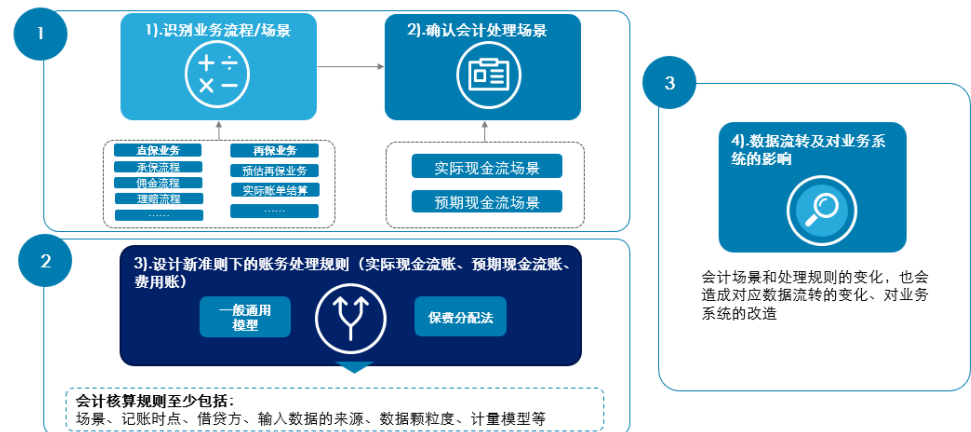 1
1).识别业务流程/场景
2).确认会计处理场景
直保业务
承保流程
佣金流程
理赔流程
……
再保业务
预估再保业务
实际账单结算
……
实际现金流场景
预期现金流场景
2
3).设计新准则下的账务处理规则（实际现金流账、预期现金流账、
费用账）
一般通用
模型
保费分配法
会计核算规则至少包括：
场景、记账时点、借贷方、输入数据的来源、数据颗粒度、计量模型等
3
4).数据流转及对业务系
统的影响
会计场景和处理规则的变化，也会
造成对应数据流转的变化、对业务
系统的改造